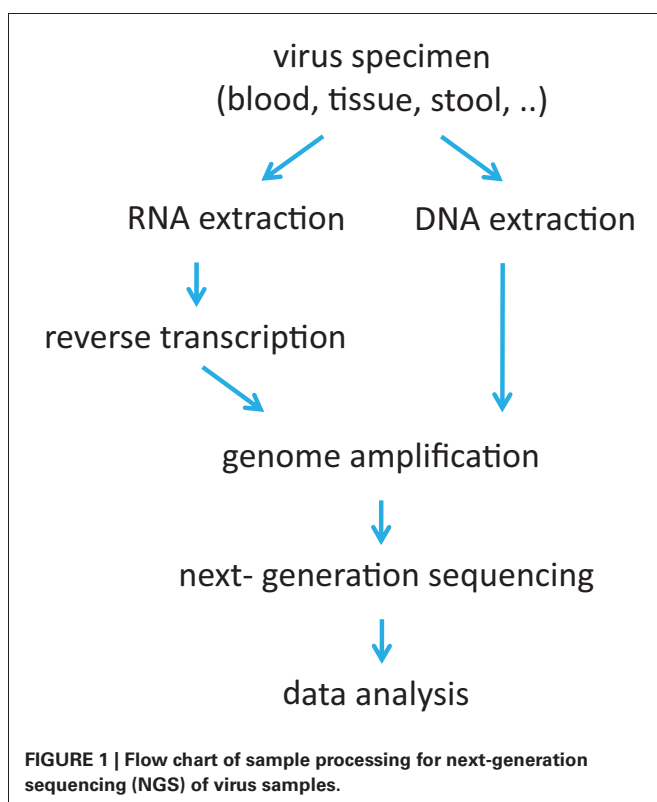 virus specimen
(blood, tissue, stool, ..)
RNA extraction
DNA extraction
reverse transcription
genome amplification
next- generation sequencing
data analysis
FIGURE 1 | Flow chart of sample processing for next-generation
sequencing (NGS) of virus samples.